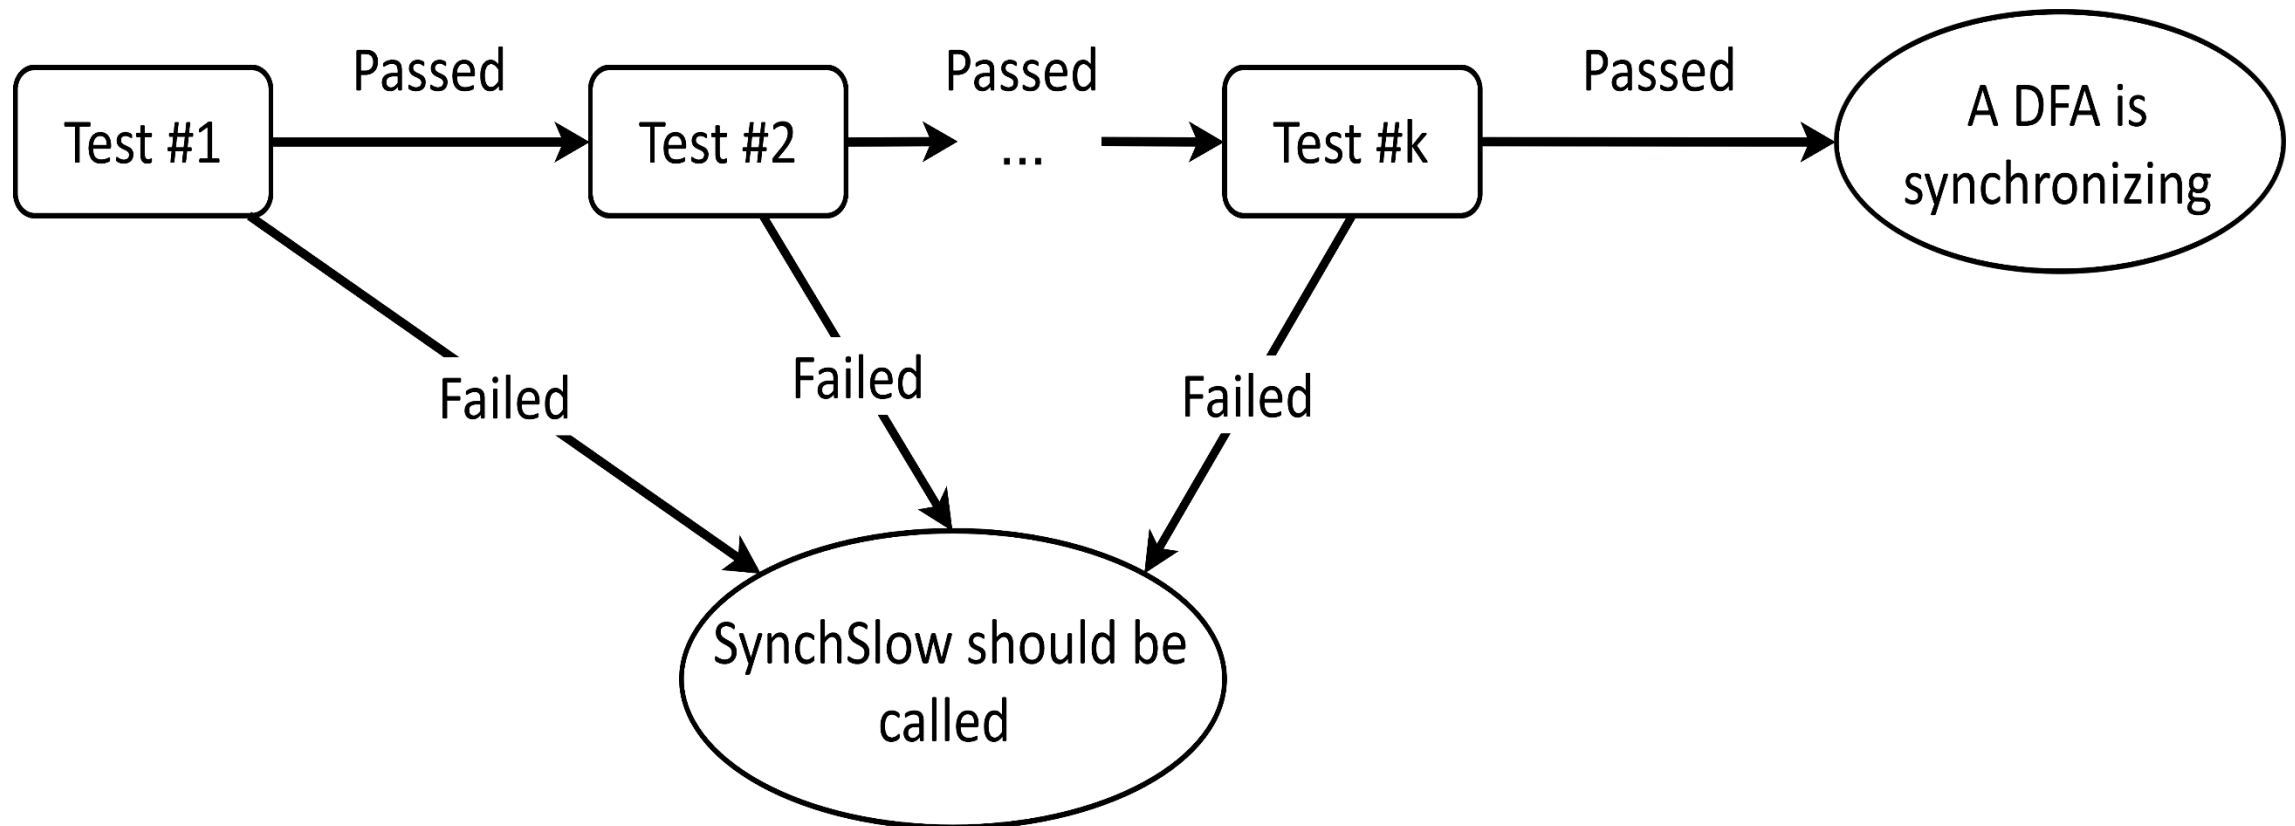 Passed
Passed
Passed
Test #1
Test #2
...
Test #k
A DFA is
synchronizing
Failed
Failed
Failed
SynchSlow should be
called